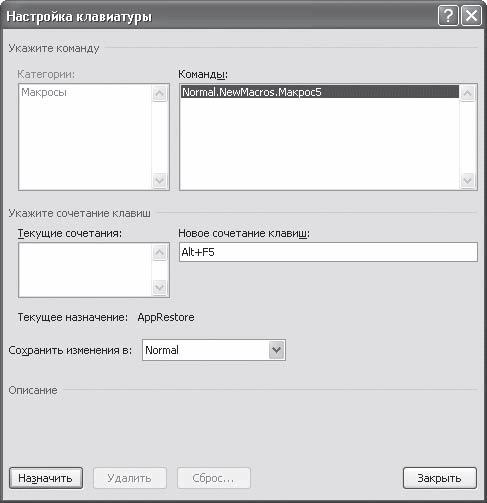 Настройка клавиатуры
Укажите команду
Категории: Команды:
Макросы Normal.NewMacros.Макрос5
Укажите сочетание клавиш
Текущие сочетания: Новое сочетание клавиш:
Alt+F5
Текущее назначение: AppRestore
Сохранить изменения в: Normal
Описание
Назначить Удалить Сброс... Закрыть